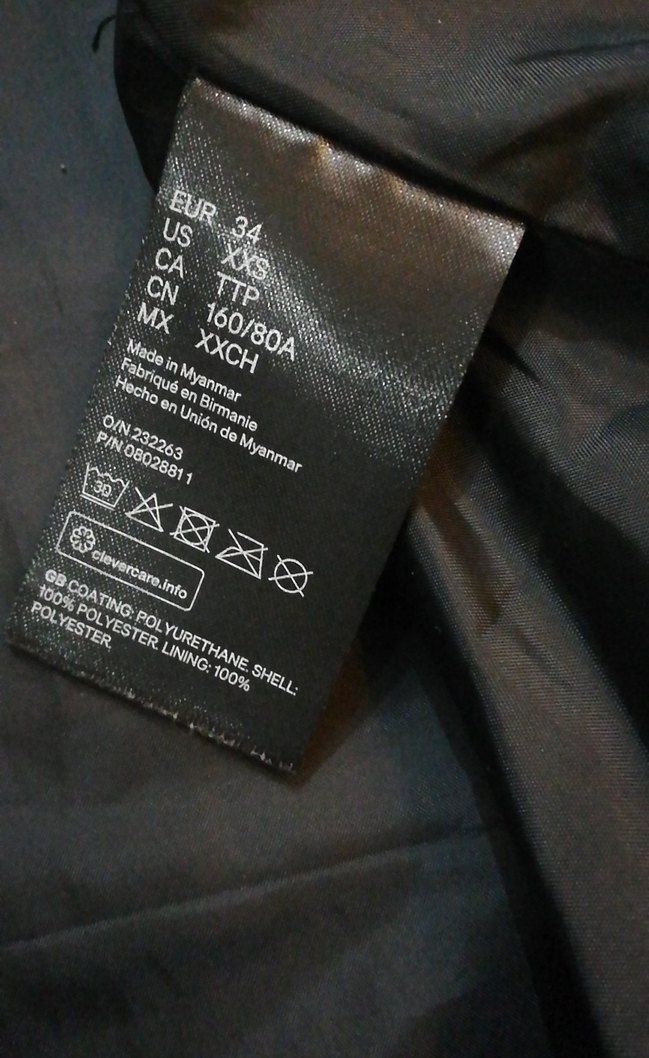 EUR 34
US XXS
CA TTP
CN 160/80A
MX XXCH
Made in Myanmar
Fabriqué en Birmanie
Hecho en Unión de Myanmar
O/N 232263
P/N 08028811
30
clevercare.info
GB COATING: POLYURETHANE. SHELL:
100% POLYESTER. LINING: 100%
POLYESTER.